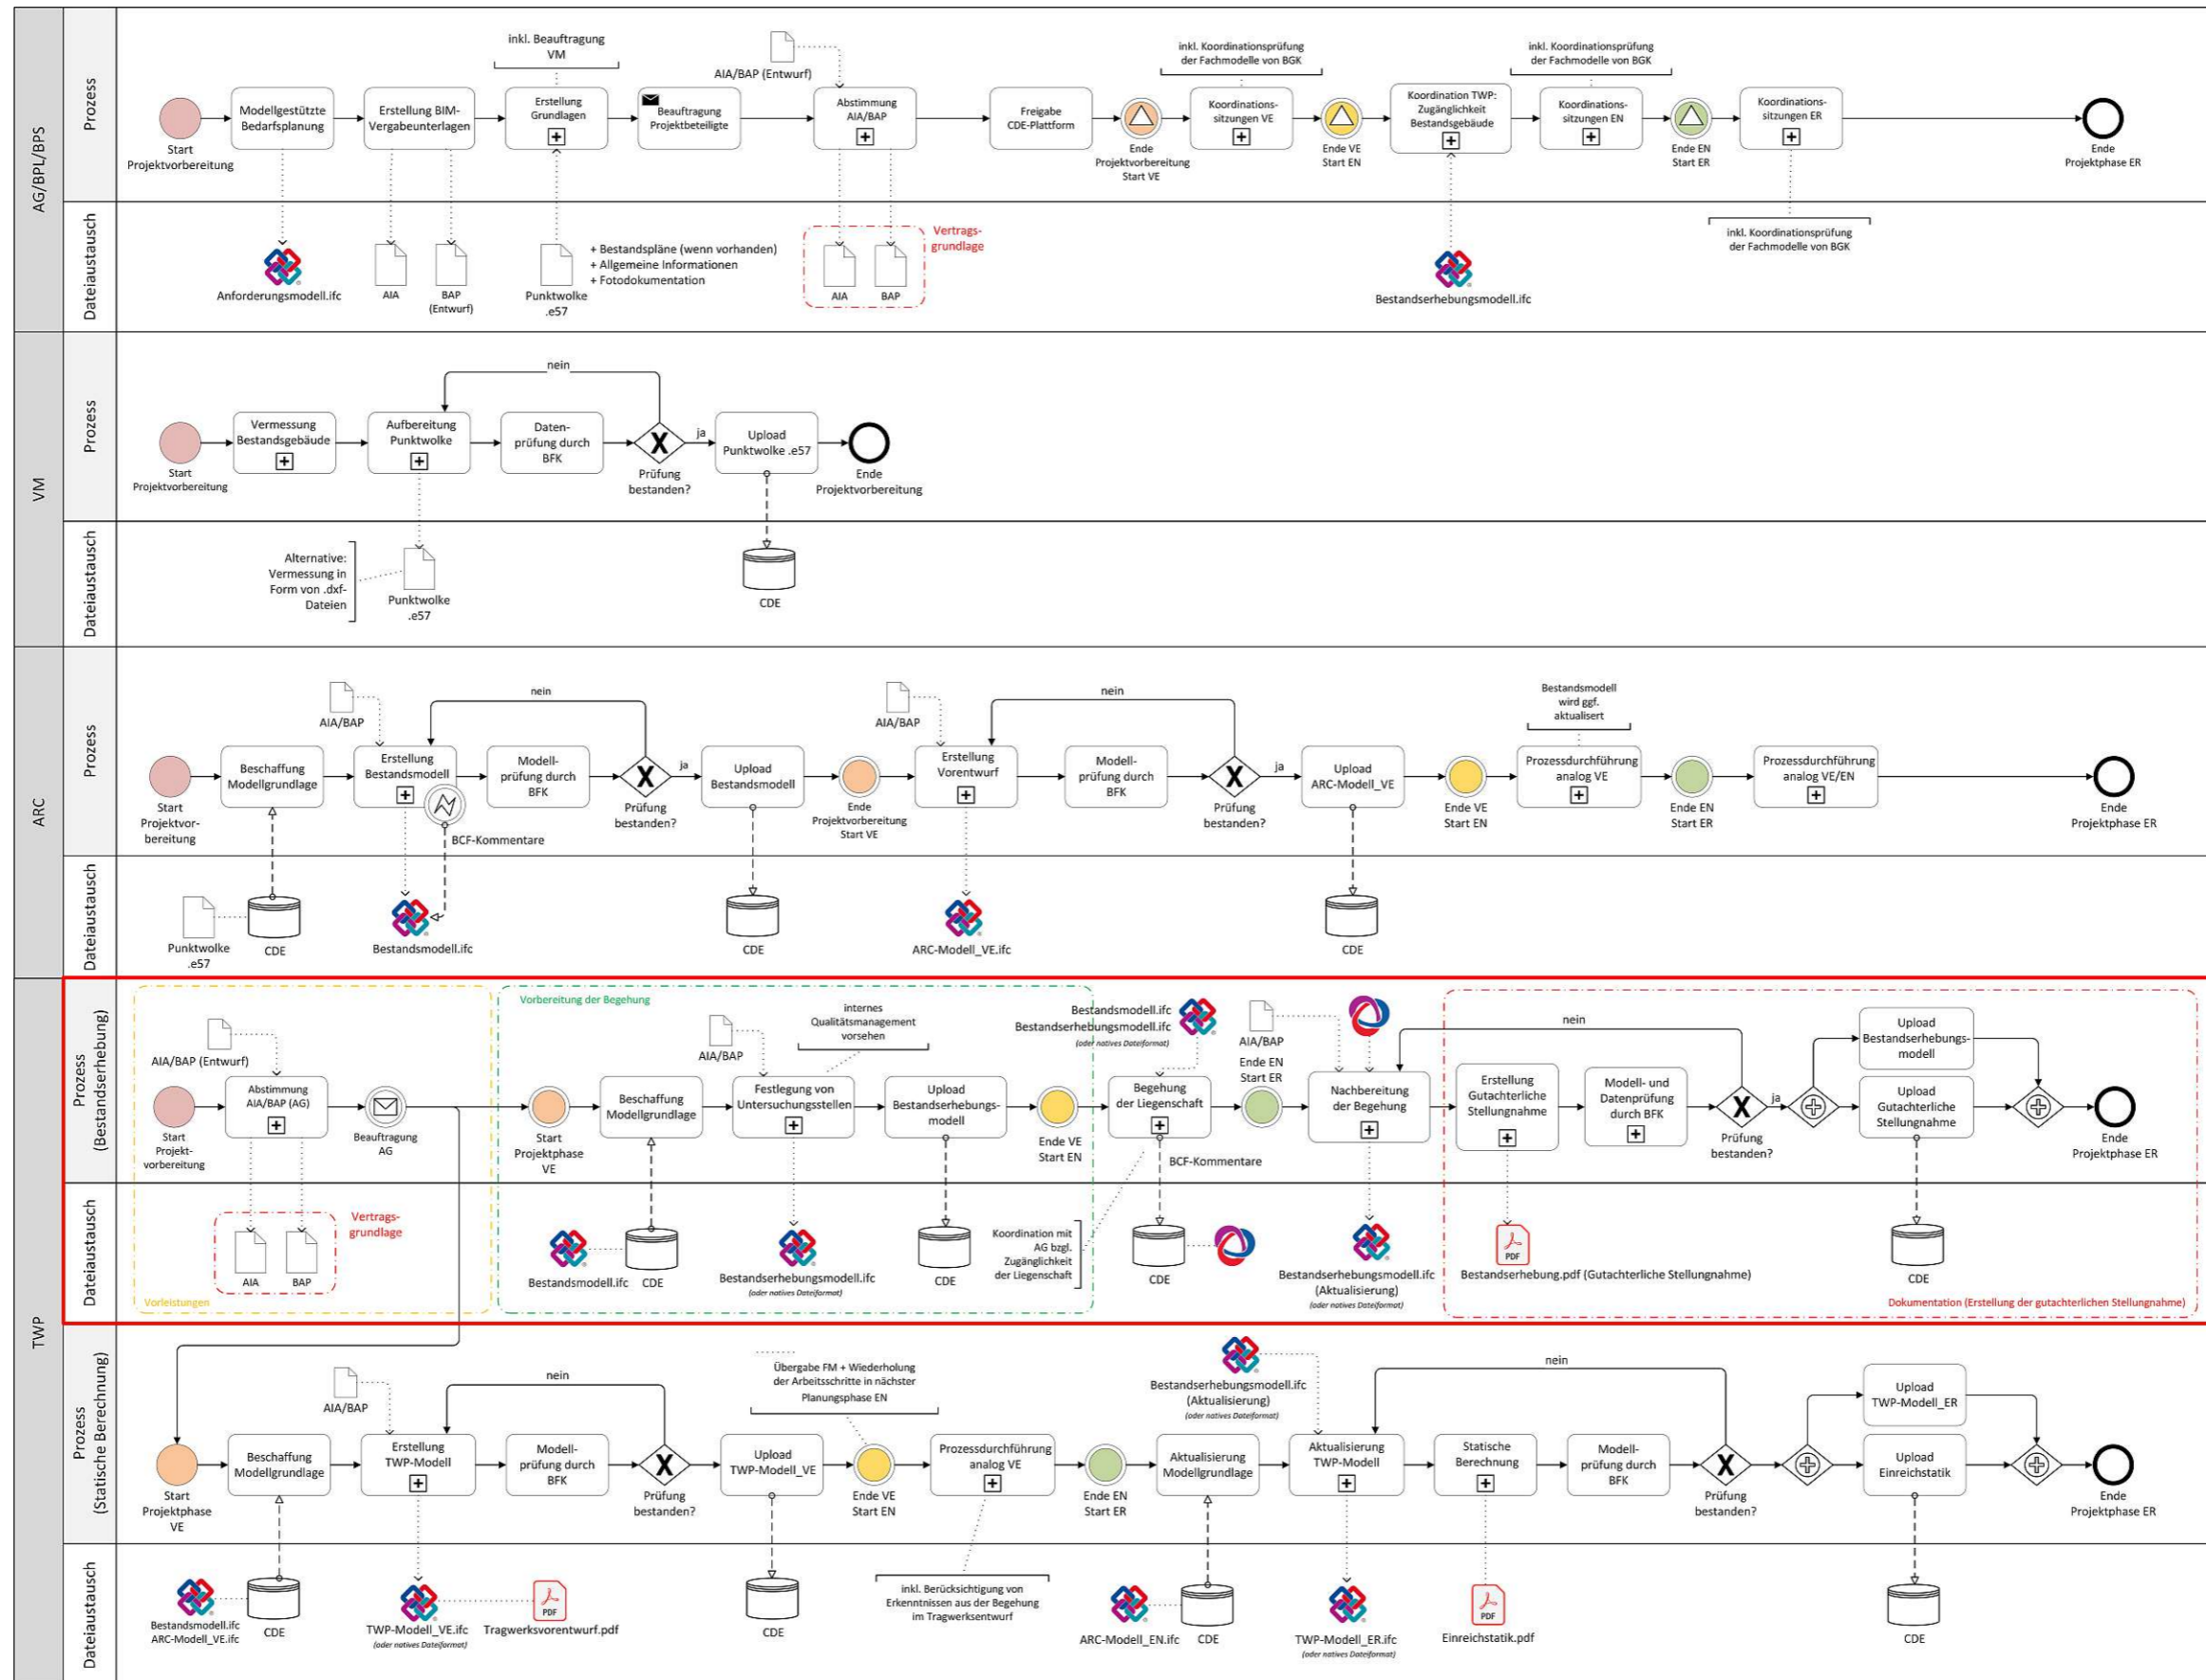 AG/BPL/BPS
Prozess
inkl. Beauftragung
VM
AIA/BAP (Entwurf)
inkl. Koordinationsprüfung
der Fachmodelle von BGK
inkl. Koordinationsprüfung
der Fachmodelle von BGK
Start
Projektvorbereitung
Modellgestützte
Bedarfsplanung
Erstellung BIM-
Vergabeunterlagen
Erstellung
Grundlagen
Beauftragung
Projektbeteiligte
Abstimmung
AIA/BAP
Freigabe
CDE-Plattform
Ende
Projektvorbereitung
Start VE
Koordinations-
sitzungen VE
Ende VE
Start EN
Koordination TWP:
Zugänglichkeit
Bestandsgebäude
Koordinations-
sitzungen EN
Ende EN
Start ER
Koordinations-
sitzungen ER
Ende
Projektphase ER
Dateiaustausch
Anforderungsmodell.ifc
AIA
BAP
(Entwurf)
Punktwolke
.e57
+ Bestandspläne (wenn vorhanden)
+ Allgemeine Informationen
+ Fotodokumentation
Vertrags-
grundlage
AIA
BAP
Bestandserhebungsmodell.ifc
inkl. Koordinationsprüfung
der Fachmodelle von BGK
VM
Prozess
nein
Start
Projektvorbereitung
Vermessung
Bestandsgebäude
Aufbereitung
Punktwolke
Daten-
prüfung durch
BFK
X
Prüfung
bestanden?
ja
Upload
Punktwolke .e57
Ende
Projektvorbereitung
Dateiaustausch
Alternative:
Vermessung in
Form von .dxf-
Dateien
Punktwolke
.e57
CDE
ARC
Prozess
AIA/BAP
nein
AIA/BAP
nein
Bestandsmodell
wird ggf.
aktualisert
Start
Projektvor-
bereitung
Beschaffung
Modellgrundlage
Erstellung
Bestandsmodell
BCF-Kommentare
Modell-
prüfung durch
BFK
X
Prüfung
bestanden?
ja
Upload
Bestandsmodell
Ende
Projektvorbereitung
Start VE
Erstellung
Vorentwurf
Modell-
prüfung durch
BFK
X
Prüfung
bestanden?
ja
Upload
ARC-Modell_VE
Ende VE
Start EN
Prozessdurchführung
analog VE
Ende EN
Start ER
Prozessdurchführung
analog VE/EN
Ende
Projektphase ER
Dateiaustausch
Punktwolke
.e57
CDE
Bestandsmodell.ifc
CDE
ARC-Modell_VE.ifc
CDE
TWP
Prozess
(Bestandserhebung)
AIA/BAP (Entwurf)
Start
Projekt-
vorbereitung
Abstimmung
AIA/BAP (AG)
Beauftragung
AG
Vorbereitung der Begehung
Start
Projektphase
VE
Beschaffung
Modellgrundlage
AIA/BAP
internes
Qualitätsmanagement
vorsehen
Festlegung von
Untersuchungsstellen
Upload
Bestandserhebungs-
modell
Ende VE
Start EN
Bestandsmodell.ifc
Bestandserhebungsmodell.ifc
(oder natives Dateiformat)
Begehung
der Liegenschaft
BCF-Kommentare
AIA/BAP
Ende EN
Start ER
Nachbereitung
der Begehung
nein
Erstellung
Gutachterliche
Stellungnahme
Modell- und
Datenprüfung
durch BFK
X
Prüfung
bestanden?
ja
Upload
Bestandserhebungs-
modell
Upload
Gutachterliche
Stellungnahme
Ende
Projektphase ER
Dateiaustausch
Vertrags-
grundlage
AIA
BAP
Vorleistungen
Bestandsmodell.ifc
CDE
Bestandserhebungsmodell.ifc
(oder natives Dateiformat)
CDE
Koordination mit
AG bzgl.
Zugänglichkeit
der Liegenschaft
CDE
Bestandserhebungsmodell.ifc
(Aktualisierung)
(oder natives Dateiformat)
PDF
Bestandserhebung.pdf (Gutachterliche Stellungnahme)
CDE
Dokumentation (Erstellung der gutachterlichen Stellungnahme)
Prozess
(Statische Berechnung)
Start
Projektphase
VE
Beschaffung
Modellgrundlage
AIA/BAP
Erstellung
TWP-Modell
nein
Modell-
prüfung durch
BFK
X
Prüfung
bestanden?
Upload
TWP-Modell_VE
Übergabe FM + Wiederholung
der Arbeitsschritte in nächster
Planungsphase EN
Ende VE
Start EN
Prozessdurchführung
analog VE
Ende EN
Start ER
Aktualisierung
Modellgrundlage
Bestandserhebungsmodell.ifc
(Aktualisierung)
(oder natives Dateiformat)
Aktualisierung
TWP-Modell
nein
Statische
Berechnung
Modell-
prüfung durch
BFK
X
Prüfung
bestanden?
Upload
TWP-Modell_ER
Upload
Einreichstatik
Ende
Projektphase ER
Dateiaustausch
Bestandsmodell.ifc
ARC-Modell_VE.ifc
CDE
TWP-Modell_VE.ifc
(oder natives Dateiformat)
PDF
Tragwerksvorentwurf.pdf
CDE
inkl. Berücksichtigung von
Erkenntnissen aus der Begehung
im Tragwerksentwurf
ARC-Modell_EN.ifc
CDE
TWP-Modell_ER.ifc
(oder natives Dateiformat)
PDF
Einreichstatik.pdf
CDE